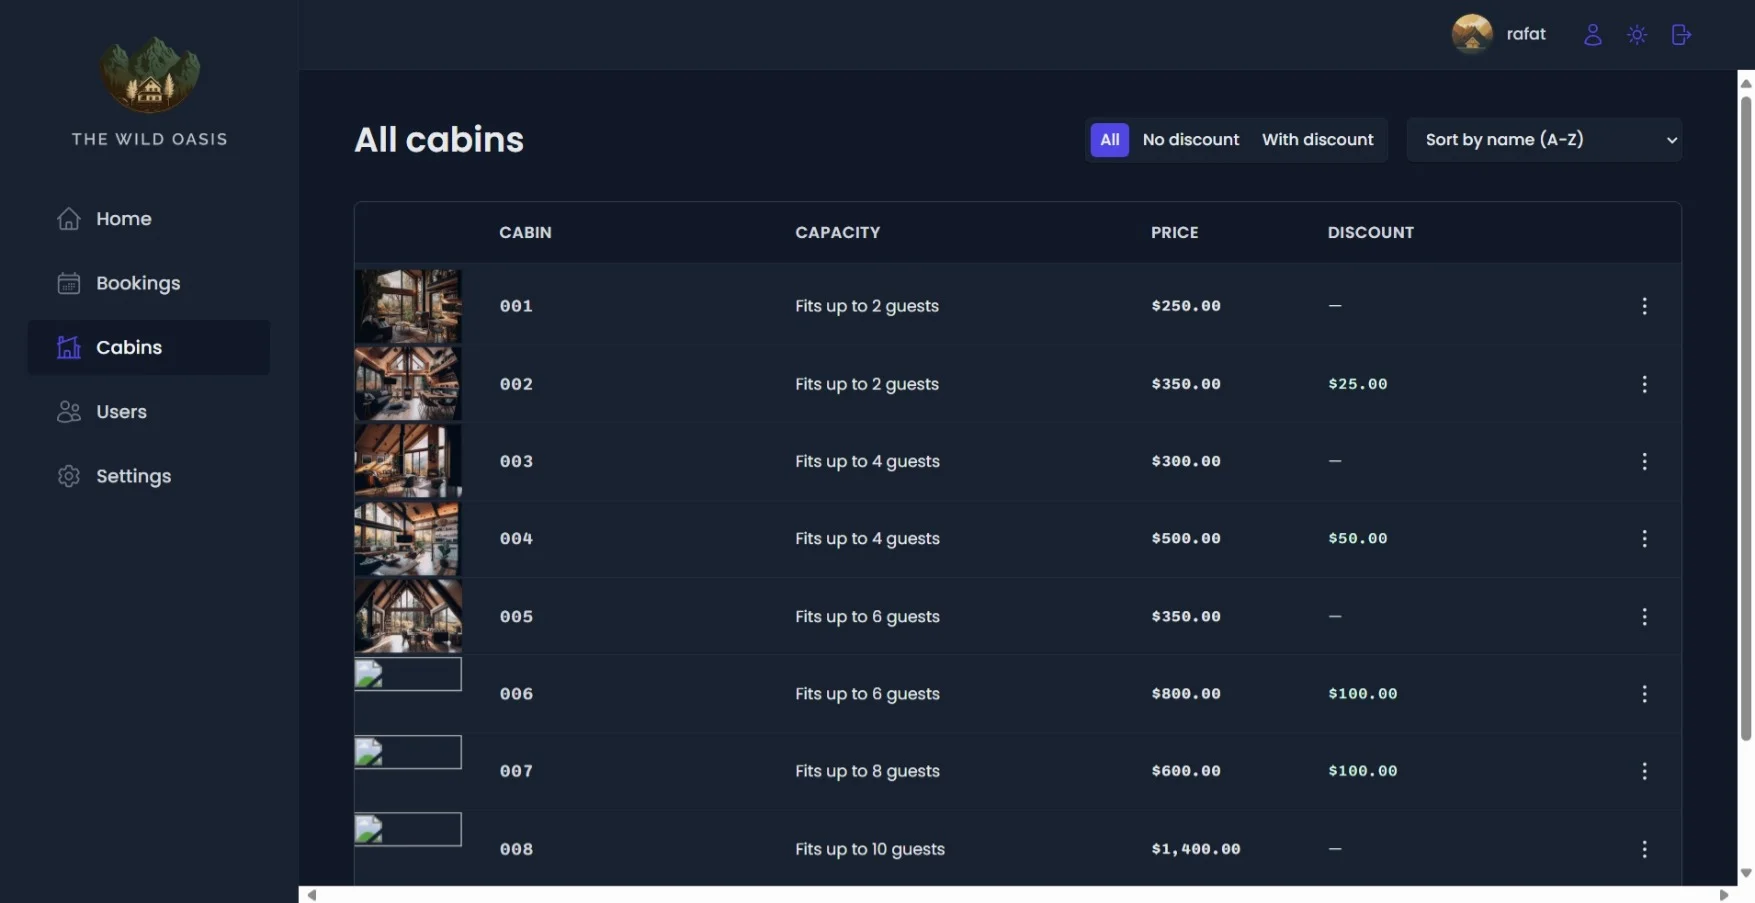 THE WILD OASIS
Home
Bookings
Cabins
Users
Settings
rafat
All cabins
All No discount With discount Sort by name (A-Z)
CABIN CAPACITY PRICE DISCOUNT
001 Fits up to 2 guests $250.00 —
002 Fits up to 2 guests $350.00 $25.00
003 Fits up to 4 guests $300.00 —
004 Fits up to 4 guests $500.00 $50.00
005 Fits up to 6 guests $350.00 —
006 Fits up to 6 guests $800.00 $100.00
007 Fits up to 8 guests $600.00 $100.00
008 Fits up to 10 guests $1,400.00 —